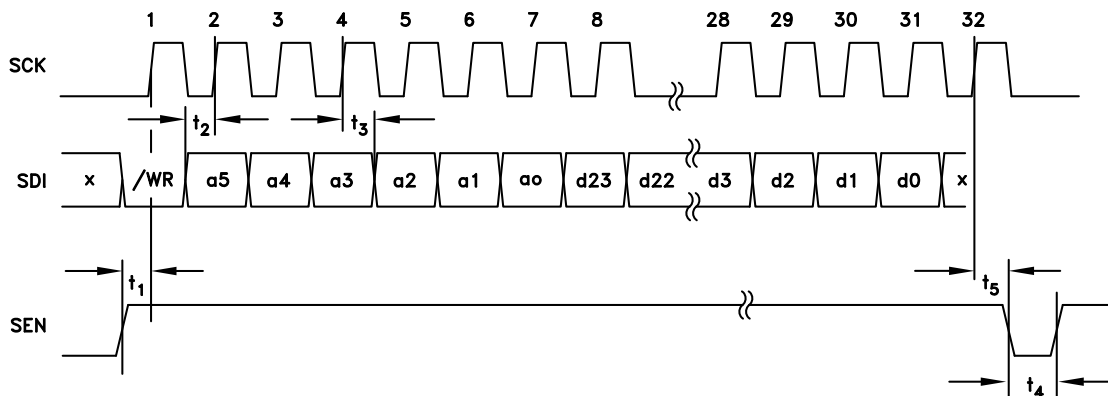 1 2 3 4 5 6 7 8 28 29 30 31 32
SCK
t2 t3
SDI x /WR a5 a4 a3 a2 a1 ao d23 d22 d3 d2 d1 d0 x
t1 t5
SEN
t4